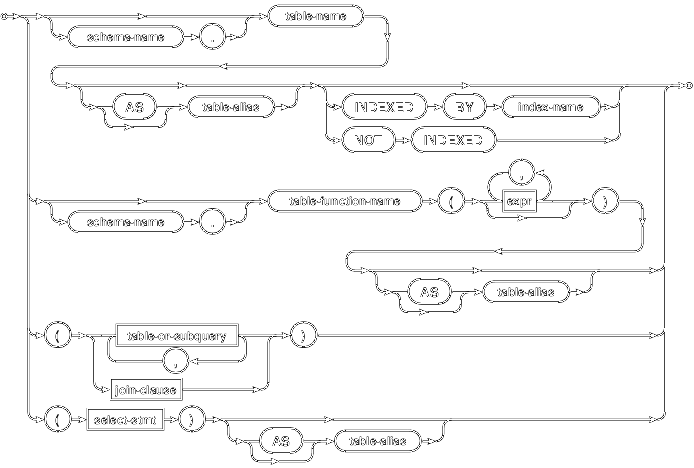 table-name
schema-name .
AS table-alias INDEXED BY index-name
NOT INDEXED
,
schema-name . table-function-name ( expr )
AS table-alias
( table-or-subquery )
,
join-clause
( select-stmt )
AS table-alias